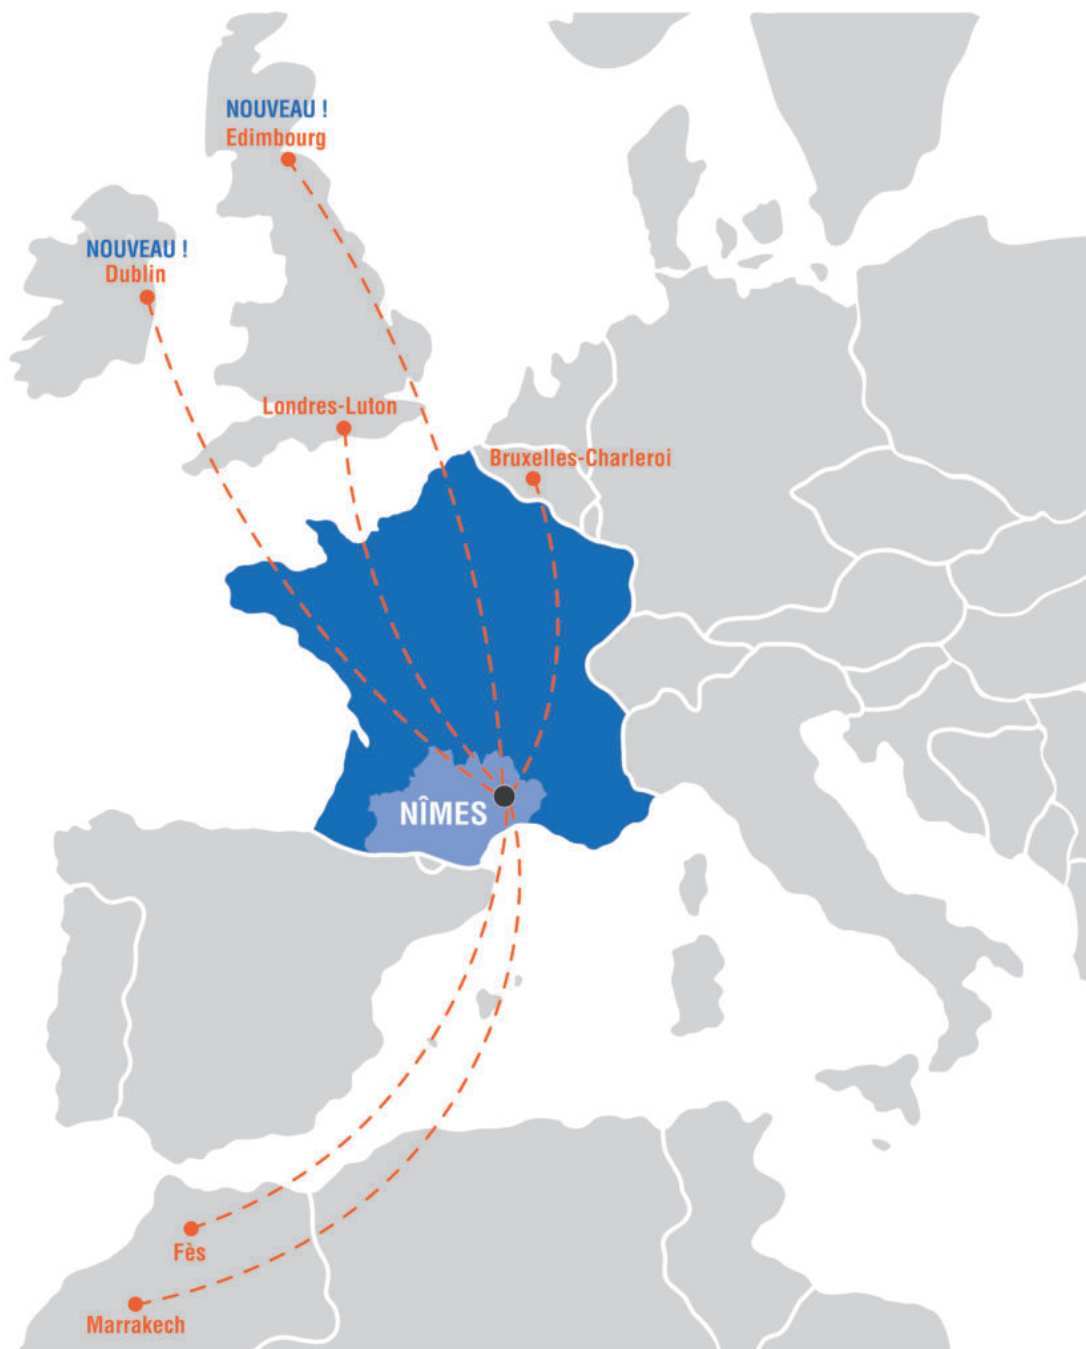 NOUVEAU !
Edimbourg
NOUVEAU !
Dublin
Londres-Luton
Bruxelles-Charleroi
NÎMES
Fès
Marrakech